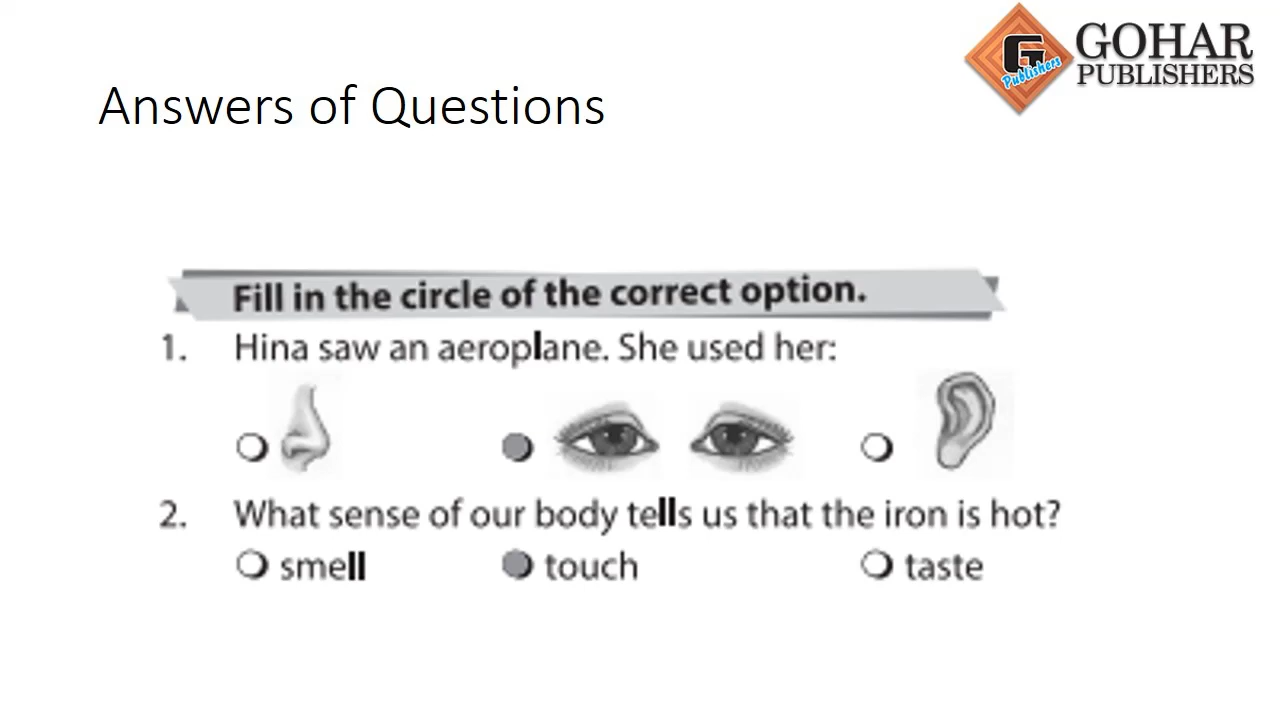 G
Publishers
GOHAR
PUBLISHERS
Answers of Questions
Fill in the circle of the correct option.
1. Hina saw an aeroplane. She used her:
2. What sense of our body tells us that the iron is hot?
smell touch taste